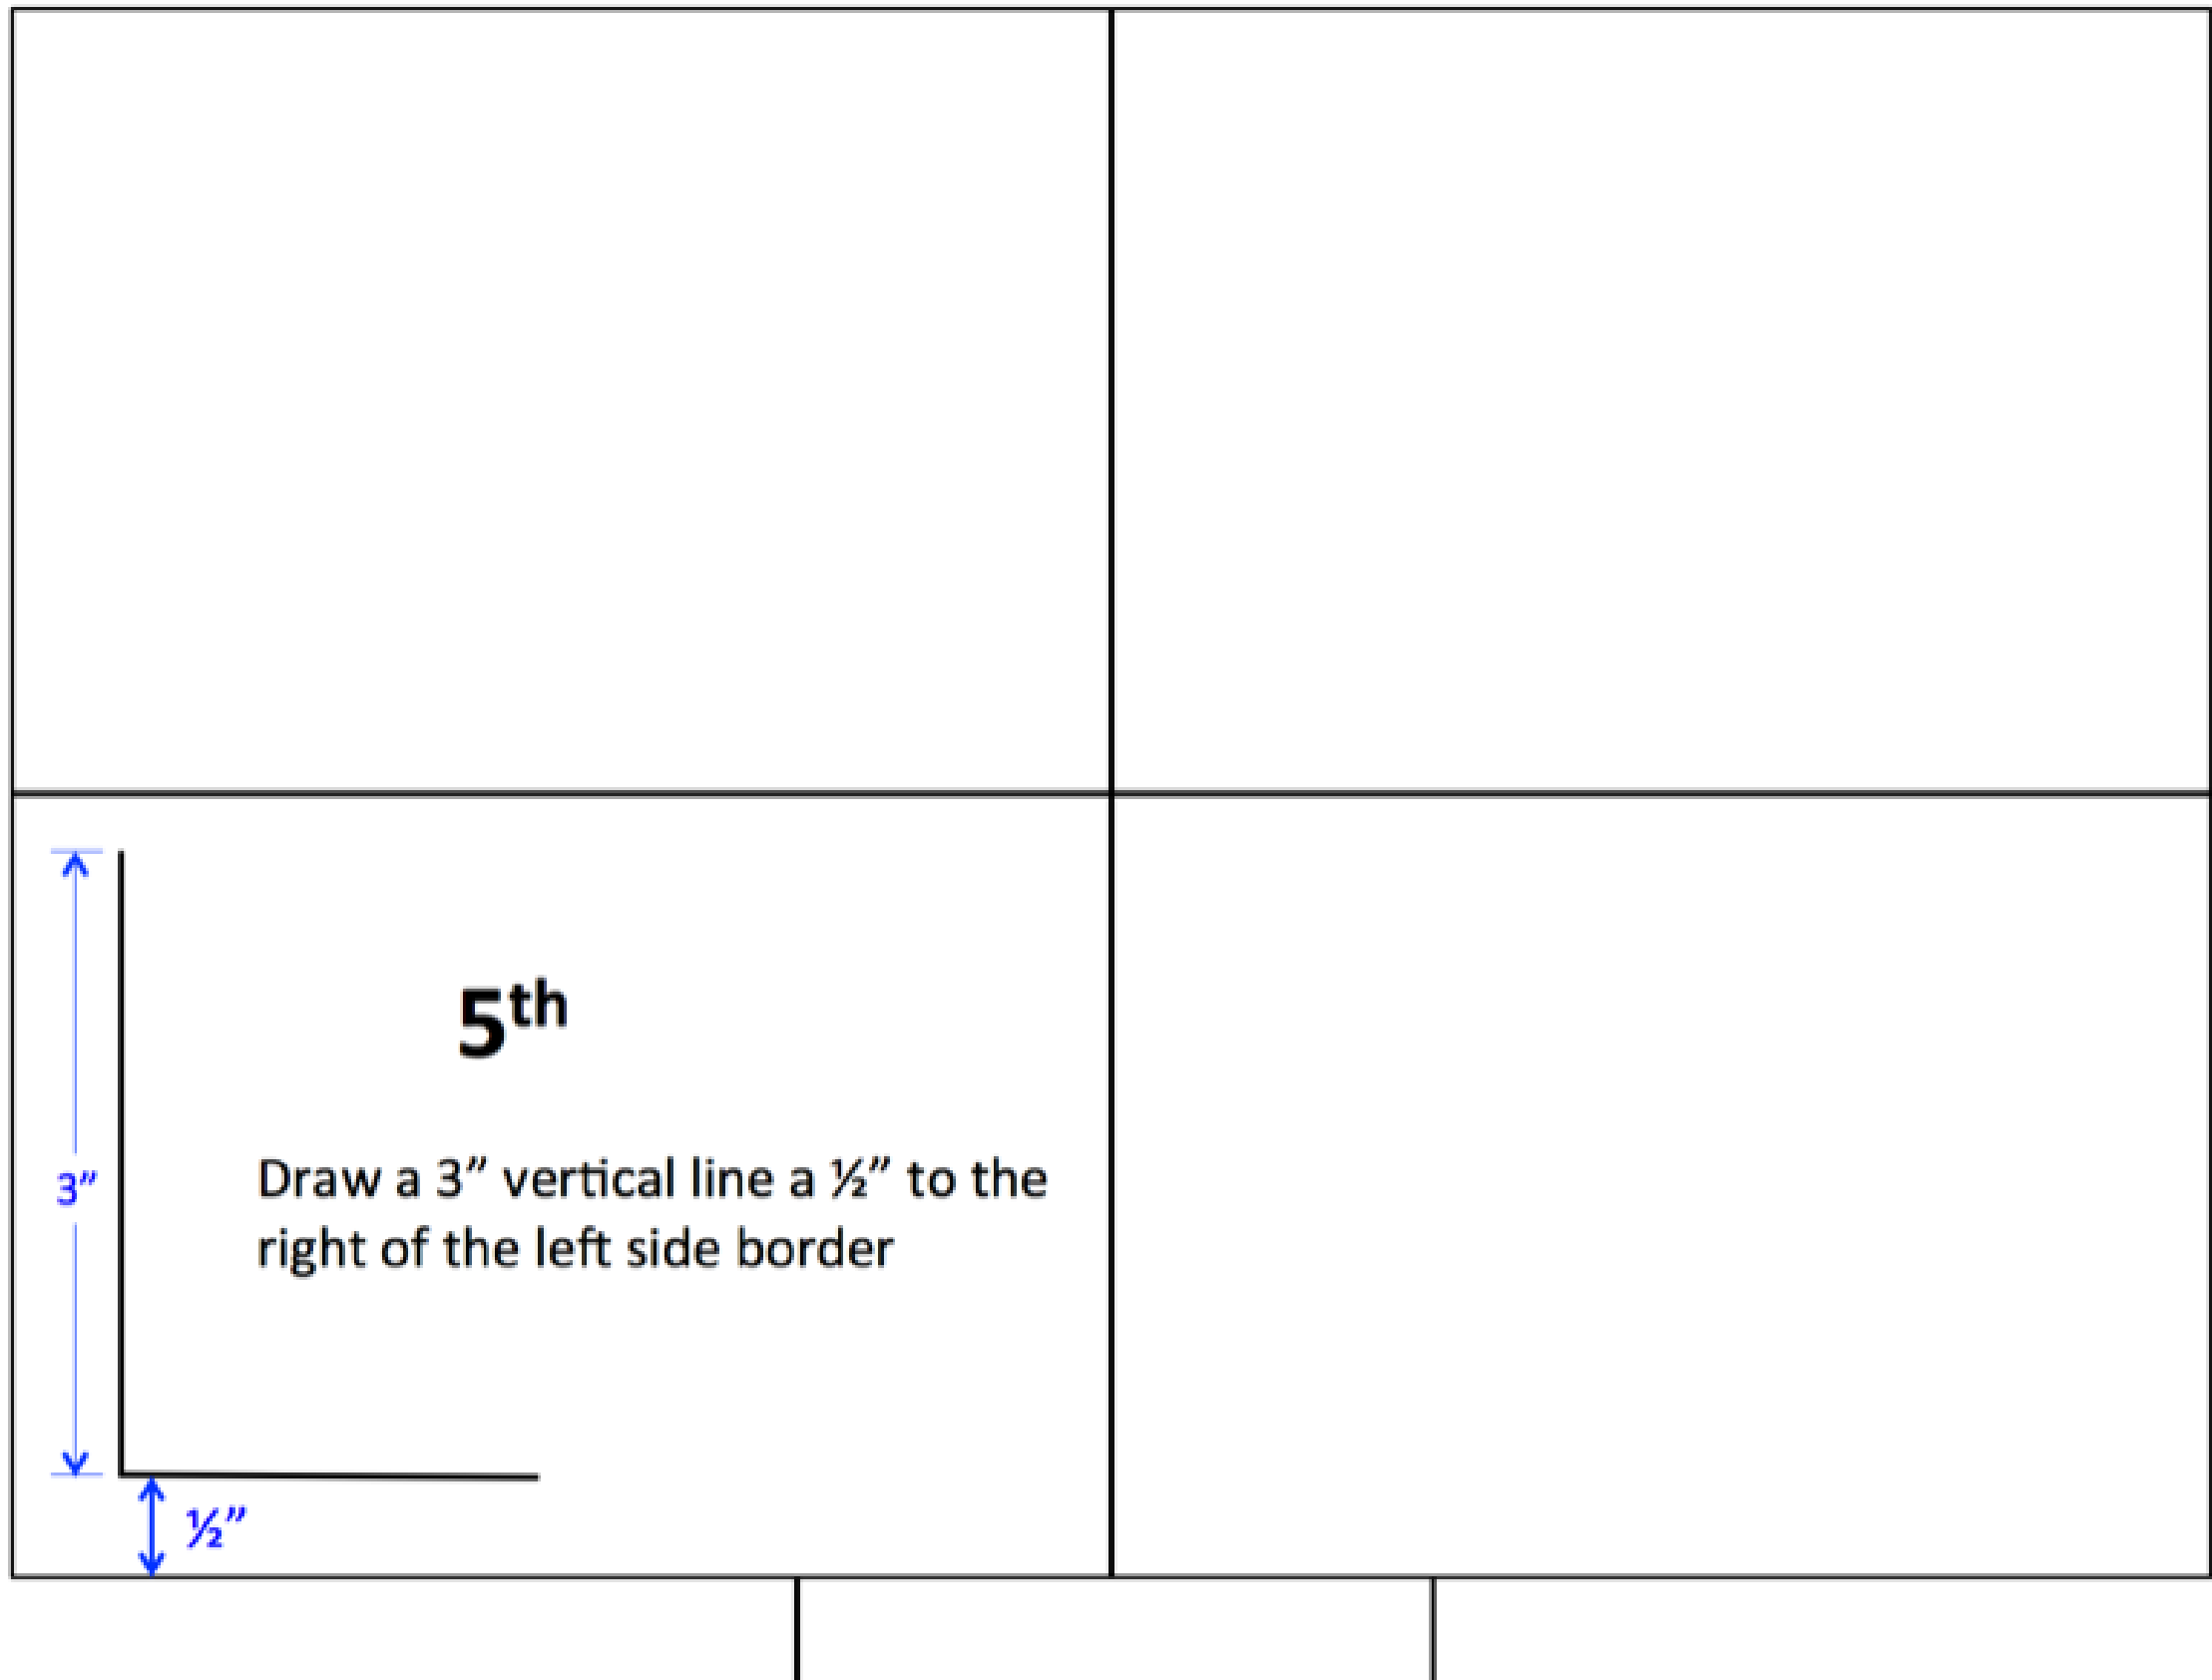 5th
3″
Draw a 3″ vertical line a ½″ to the
right of the left side border
½″